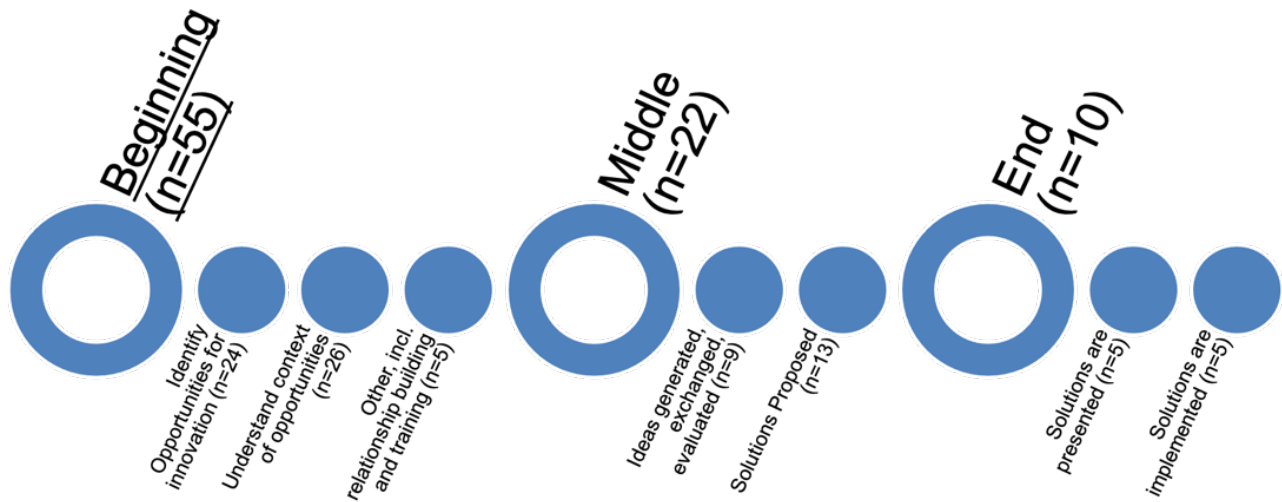 Beginning
(n=55)
Identify
Opportunities for
innovation (n=24)
Understand context
of opportunities
(n=26)
Other, incl.
relationship building
and training (n=5)
Middle
(n=22)
Ideas generated,
exchanged,
evaluated (n=9)
Solutions Proposed
(n=13)
End
(n=10)
Solutions are
presented (n=5)
Solutions are
implemented (n=5)